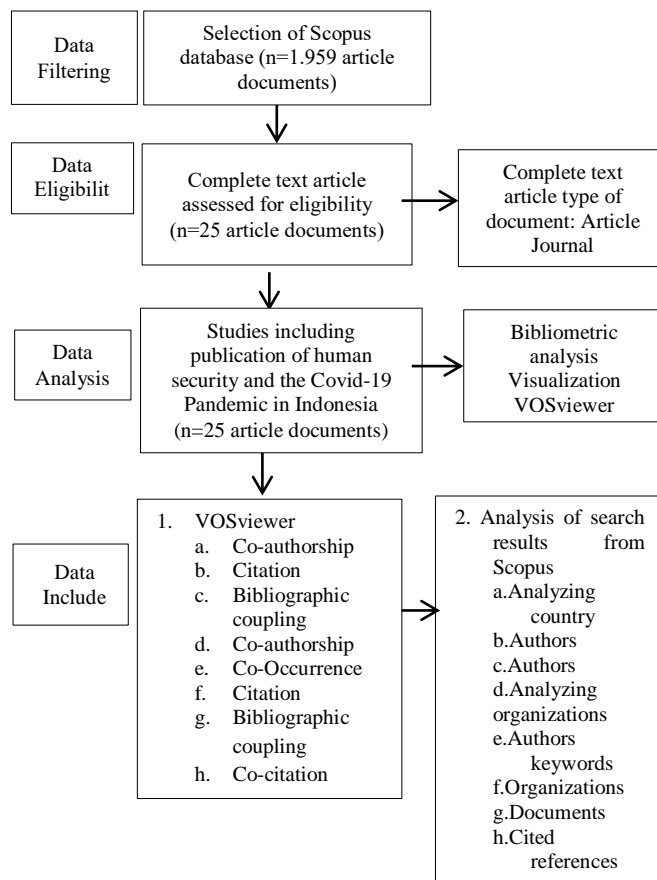 Data
Filtering
Selection of Scopus
database (n=1.959 article
documents)
Data
Eligibilit
Complete text article
assessed for eligibility
(n=25 article documents)
Complete text
article type of
document: Article
Journal
Data
Analysis
Studies including
publication of human
security and the Covid-19
Pandemic in Indonesia
(n=25 article documents)
Bibliometric
analysis
Visualization
VOSviewer
Data
Include
1. VOSviewer
a. Co-authorship
b. Citation
c. Bibliographic
coupling
d. Co-authorship
e. Co-Occurrence
f. Citation
g. Bibliographic
coupling
h. Co-citation
2. Analysis of search
results from
Scopus
a.Analyzing
country
b.Authors
c.Authors
d.Analyzing
organizations
e.Authors
keywords
f.Organizations
g.Documents
h.Cited
references